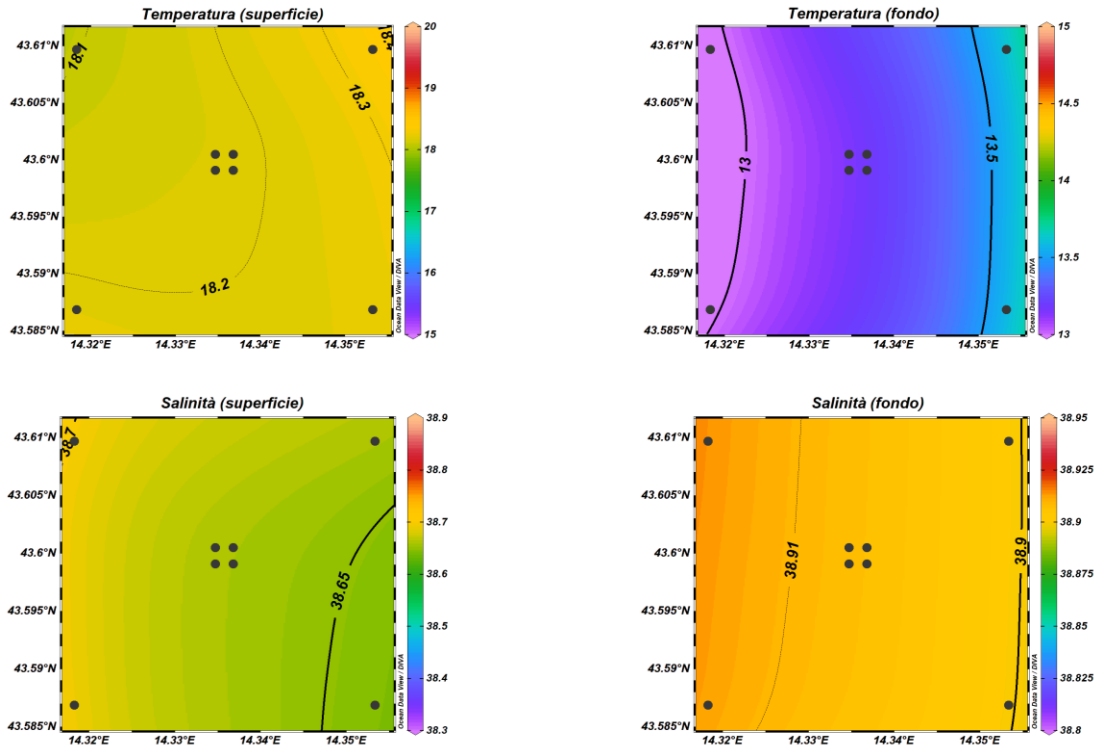 Temperatura (superficie)
43.61°N
43.605°N
43.6°N
43.595°N
43.59°N
43.585°N
14.32°E
14.33°E
14.34°E
14.35°E
18.1
18.2
18.3
20
19
18
17
16
15
Ocean Data View / DIVA
Temperatura (fondo)
43.61°N
43.605°N
43.6°N
43.595°N
43.59°N
43.585°N
14.32°E
14.33°E
14.34°E
14.35°E
13
13.5
15
14.5
14
13.5
13
Ocean Data View / DIVA
Salinità (superficie)
43.61°N
43.605°N
43.6°N
43.595°N
43.59°N
43.585°N
14.32°E
14.33°E
14.34°E
14.35°E
38.7
38.65
38.9
38.8
38.7
38.6
38.5
38.4
38.3
Ocean Data View / DIVA
Salinità (fondo)
43.61°N
43.605°N
43.6°N
43.595°N
43.59°N
43.585°N
14.32°E
14.33°E
14.34°E
14.35°E
38.91
38.9
38.95
38.925
38.9
38.875
38.85
38.825
38.8
Ocean Data View / DIVA